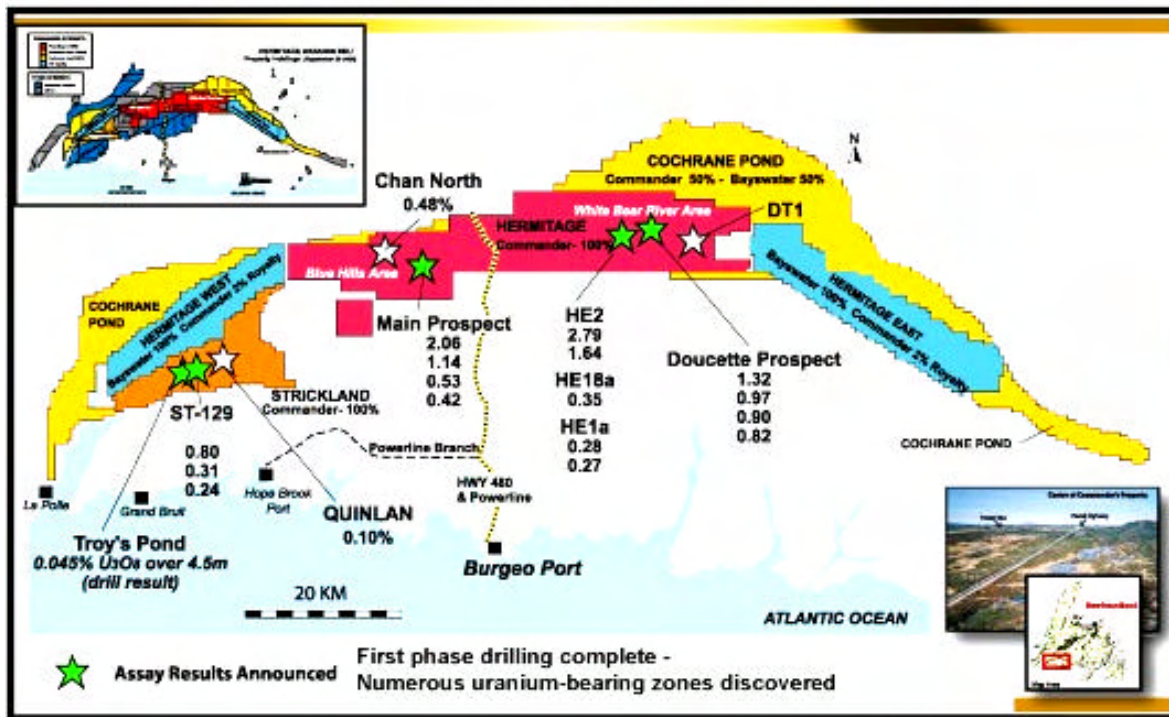 COCHRANE POND
Commander 50% - Bayswater 50%
N
Chan North
0.48%
White Bear River Area
DT1
HERMITAGE
Commander- 100%
Blue Hills Area
COCHRANE
POND
HERMITAGE WEST
Bayswater 100% Commander 2% Royalty
HERMITAGE EAST
Bayswater 100% Commander 2% Royalty
Main Prospect
2.06
1.14
0.53
0.42
HE2
2.79
1.64
HE18a
0.35
HE1a
0.28
0.27
Doucette Prospect
1.32
0.97
0.90
0.82
STRICKLAND
Commander- 100%
ST-129
0.80
0.31
0.24
Powerline Branch
COCHRANE POND
HWY 480
& Powerline
La Poile
Grand Bruit
Hope Brook
Port
QUINLAN
0.10%
Troy's Pond
0.045% U3O8 over 4.5m
(drill result)
Burgeo Port
20 KM
ATLANTIC OCEAN
Newfoundland
Assay Results Announced
First phase drilling complete -
Numerous uranium-bearing zones discovered